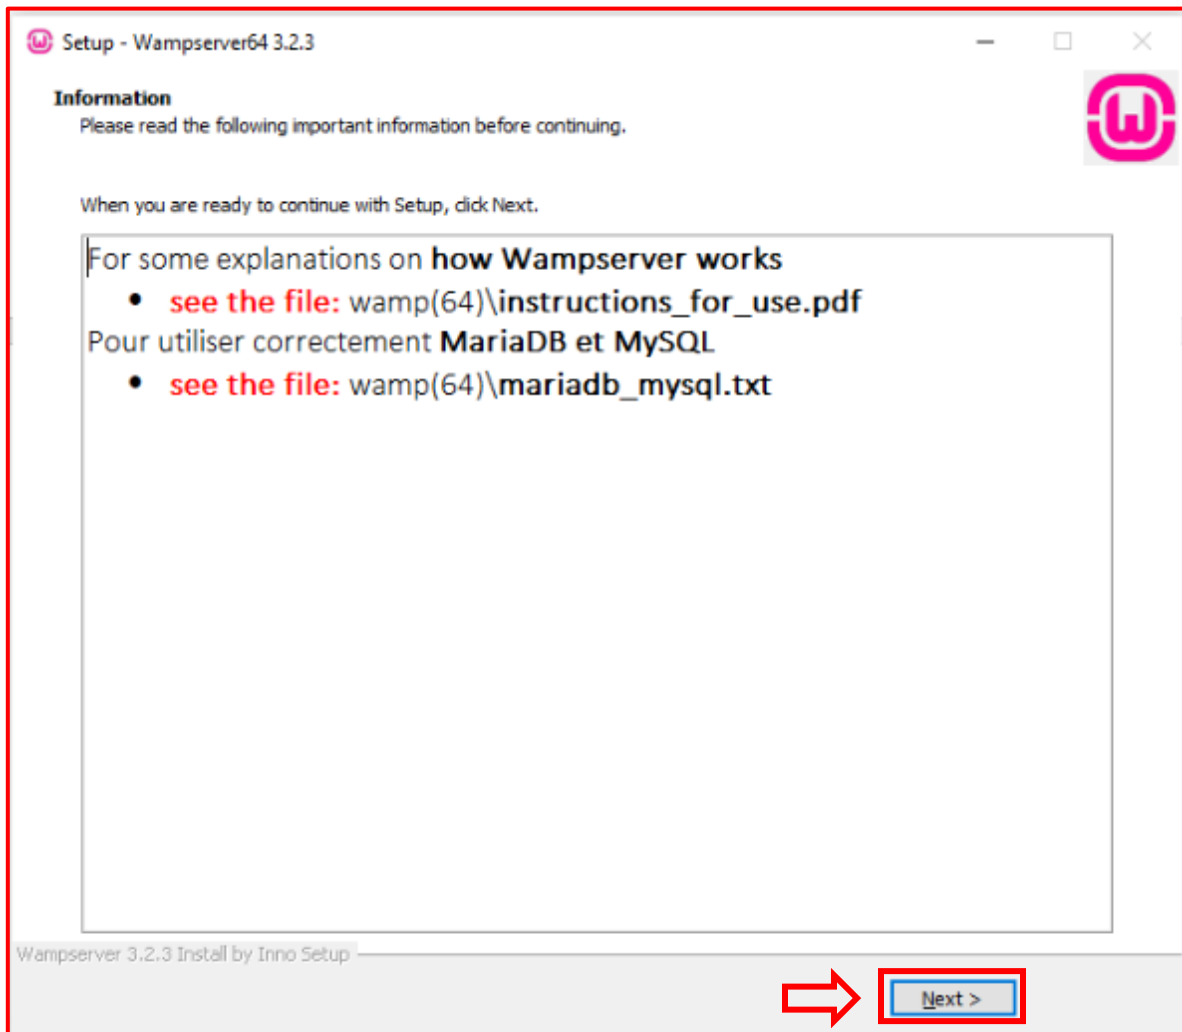 Setup - Wampserver64 3.2.3
Information
Please read the following important information before continuing.
When you are ready to continue with Setup, click Next.
For some explanations on how Wampserver works
• see the file: wamp(64)\instructions_for_use.pdf
Pour utiliser correctement MariaDB et MySQL
• see the file: wamp(64)\mariadb_mysql.txt
Wampserver 3.2.3 Install by Inno Setup
Next >